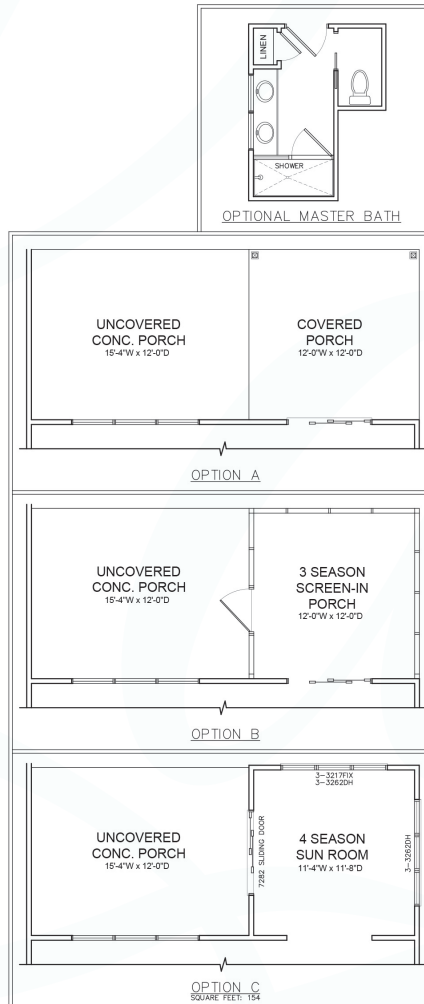 LINEN
SHOWER
OPTIONAL MASTER BATH
UNCOVERED
CONC. PORCH
15'-4"W x 12'-0"D
COVERED
PORCH
12'-0"W x 12'-0"D
OPTION A
UNCOVERED
CONC. PORCH
15'-4"W x 12'-0"D
3 SEASON
SCREEN-IN
PORCH
12'-0"W x 12'-0"D
OPTION B
3-3217FIX
3-3262DH
UNCOVERED
CONC. PORCH
15'-4"W x 12'-0"D
7282 SLIDING DOOR
4 SEASON
SUN ROOM
11'-4"W x 11'-8"D
3-3262DH
OPTION C
SQUARE FEET: 154